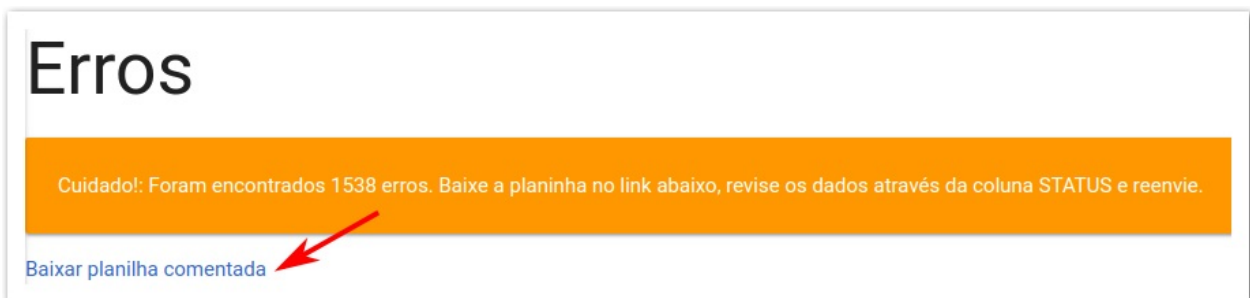 Erros
Cuidado!: Foram encontrados 1538 erros. Baixe a planinha no link abaixo, revise os dados através da coluna STATUS e reenvie.
Baixar planilha comentada